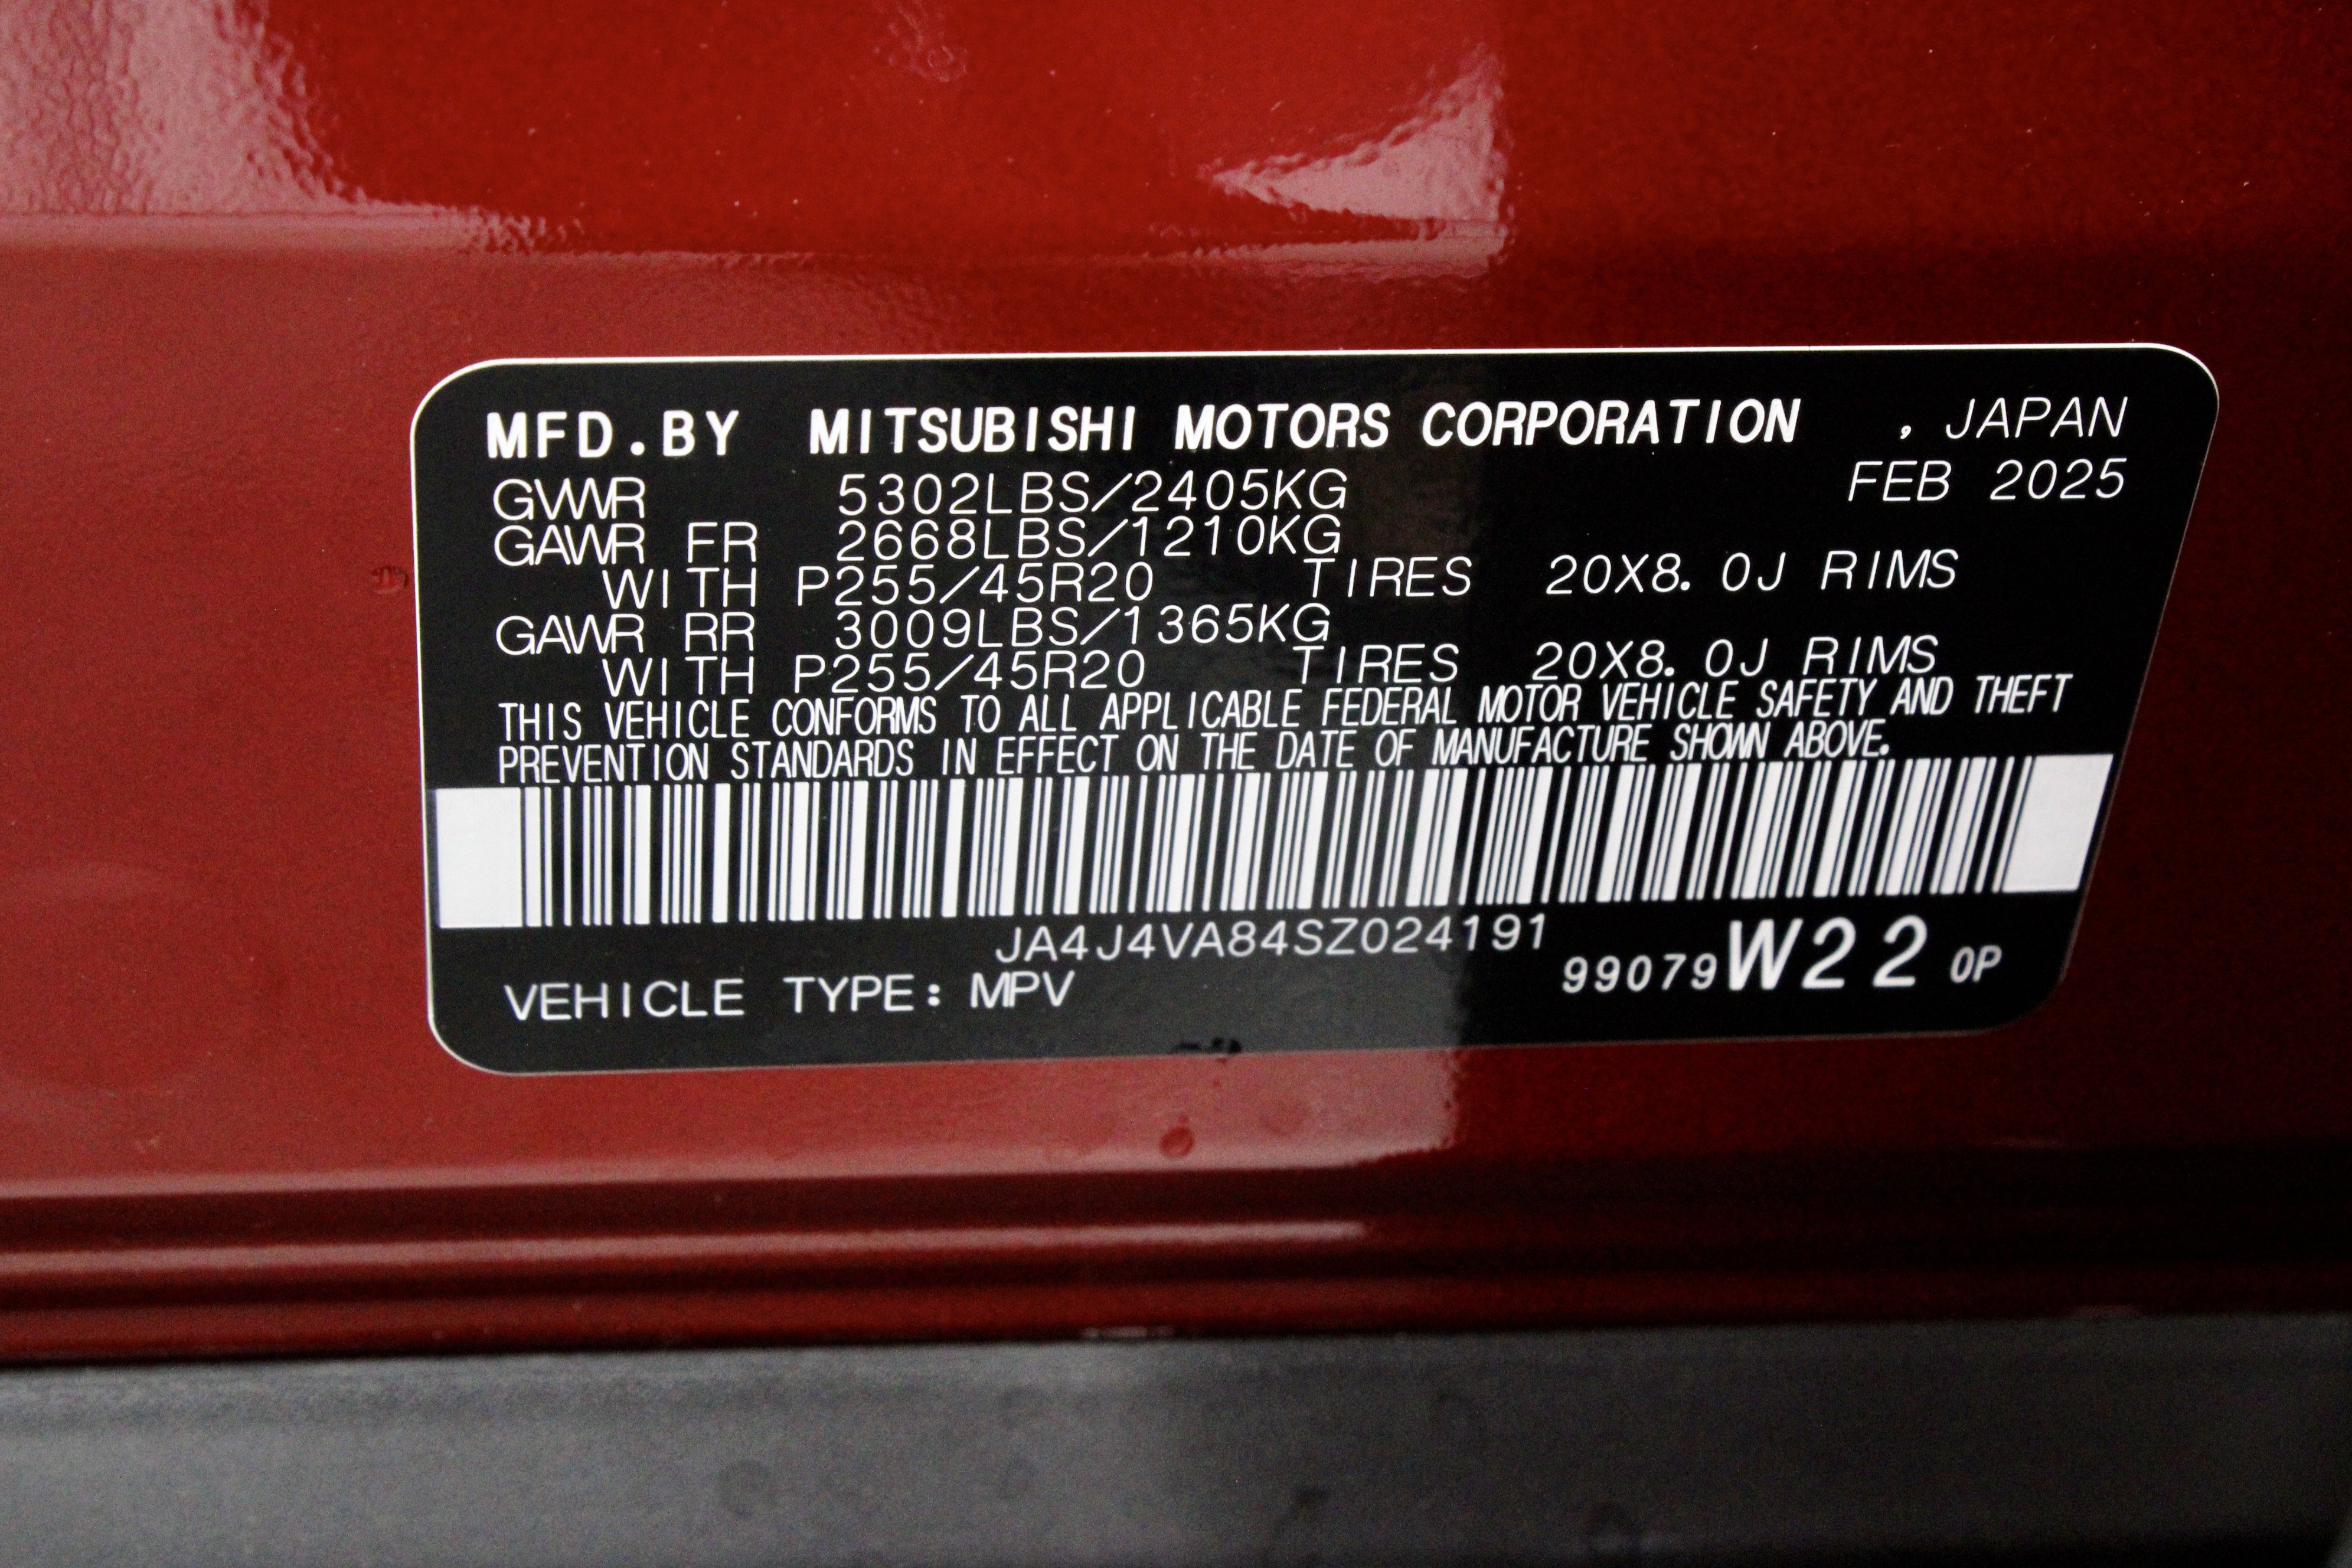 MFD.BY MITSUBISHI MOTORS CORPORATION , JAPAN
GVWR 5302LBS/2405KG FEB 2025
GAWR FR 2668LBS/1210KG
WITH P255/45R20 TIRES 20X8.0J RIMS
GAWR RR 3009LBS/1365KG
WITH P255/45R20 TIRES 20X8.0J RIMS
THIS VEHICLE CONFORMS TO ALL APPLICABLE FEDERAL MOTOR VEHICLE SAFETY AND THEFT
PREVENTION STANDARDS IN EFFECT ON THE DATE OF MANUFACTURE SHOWN ABOVE.
JA4J4VA84SZ024191
VEHICLE TYPE: MPV 99079W22 0P